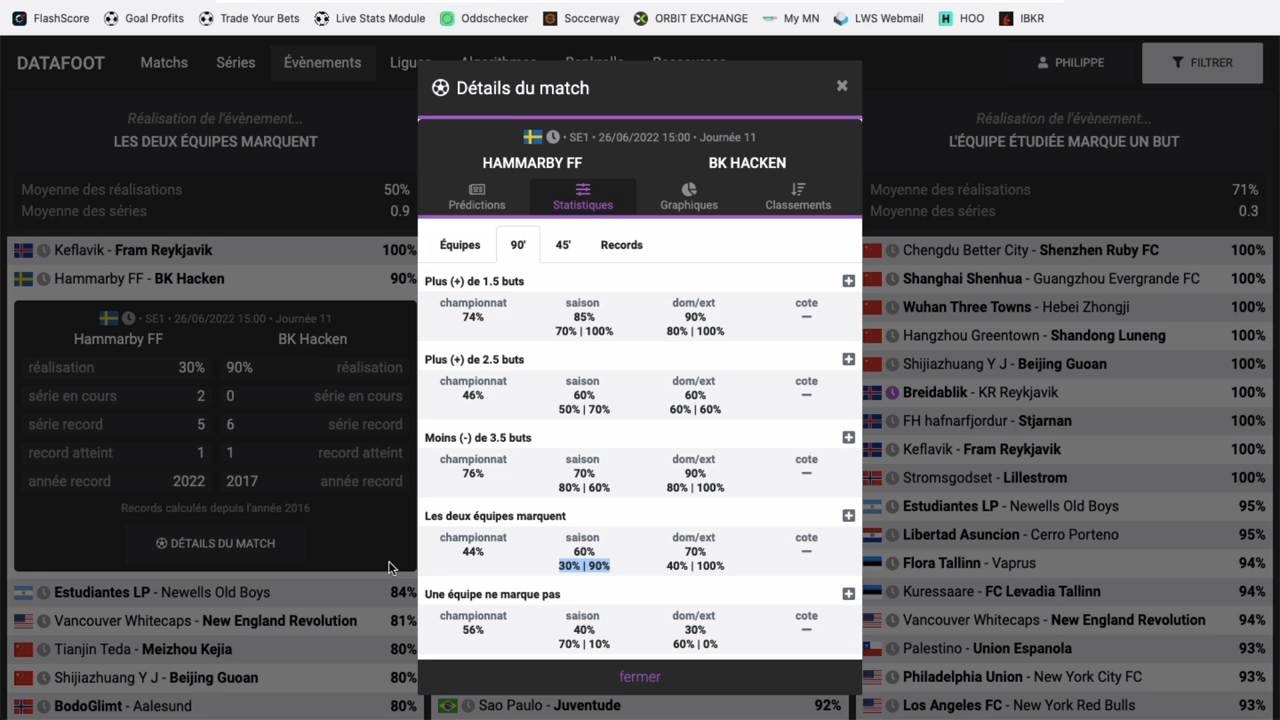 FlashScore Goal Profits Trade Your Bets Live Stats Module Oddschecker Soccerway ORBIT EXCHANGE My MN LWS Webmail HOO IBKR
DATAFOOT Matchs Séries Évènements Ligues PHILIPPE FILTRER
Réalisation de l'évènement...
LES DEUX ÉQUIPES MARQUENT
Moyenne des réalisations 50%
Moyenne des séries 0.9
Keflavik - Fram Reykjavik 100%
Hammarby FF - BK Hacken 90%
• SE1 • 26/06/2022 15:00 • Journée 11
Hammarby FF BK Hacken
réalisation 30% 90% réalisation
série en cours 2 0 série en cours
série record 5 6 série record
record atteint 1 1 record atteint
année record 2022 2017 année record
Records calculés depuis l'année 2016
DÉTAILS DU MATCH
Estudiantes LP - Newells Old Boys 84%
Vancouver Whitecaps - New England Revolution 81%
Tianjin Teda - Meizhou Kejia 80%
Shijiazhuang Y J - Beijing Guoan 80%
BodoGlimt - Aalesund 80%
Détails du match
• SE1 • 26/06/2022 15:00 • Journée 11
HAMMARBY FF BK HACKEN
Prédictions Statistiques Graphiques Classements
Équipes 90' 45' Records
Plus (+) de 1.5 buts
championnat saison dom/ext cote
74% 85% 90% —
70% | 100% 80% | 100%
Plus (+) de 2.5 buts
championnat saison dom/ext cote
46% 60% 60% —
50% | 70% 60% | 60%
Moins (-) de 3.5 buts
championnat saison dom/ext cote
76% 70% 90% —
80% | 60% 80% | 100%
Les deux équipes marquent
championnat saison dom/ext cote
44% 60% 70% —
30% | 90% 40% | 100%
Une équipe ne marque pas
championnat saison dom/ext cote
56% 40% 30% —
70% | 10% 60% | 0%
fermer
Sao Paulo - Juventude 92%
Réalisation de l'évènement...
L'ÉQUIPE ÉTUDIÉE MARQUE UN BUT
Moyenne des réalisations 71%
Moyenne des séries 0.3
Chengdu Better City - Shenzhen Ruby FC 100%
Shanghai Shenhua - Guangzhou Evergrande FC 100%
Wuhan Three Towns - Hebei Zhongji 100%
Hangzhou Greentown - Shandong Luneng 100%
Shijiazhuang Y J - Beijing Guoan 100%
Breidablik - KR Reykjavik 100%
FH hafnarfjordur - Stjarnan 100%
Keflavik - Fram Reykjavik 100%
Stromsgodset - Lillestrom 100%
Estudiantes LP - Newells Old Boys 95%
Libertad Asuncion - Cerro Porteno 95%
Flora Tallinn - Vaprus 94%
Kuressaare - FC Levadia Tallinn 94%
Vancouver Whitecaps - New England Revolution 94%
Palestino - Union Espanola 93%
Philadelphia Union - New York City FC 93%
Los Angeles FC - New York Red Bulls 93%